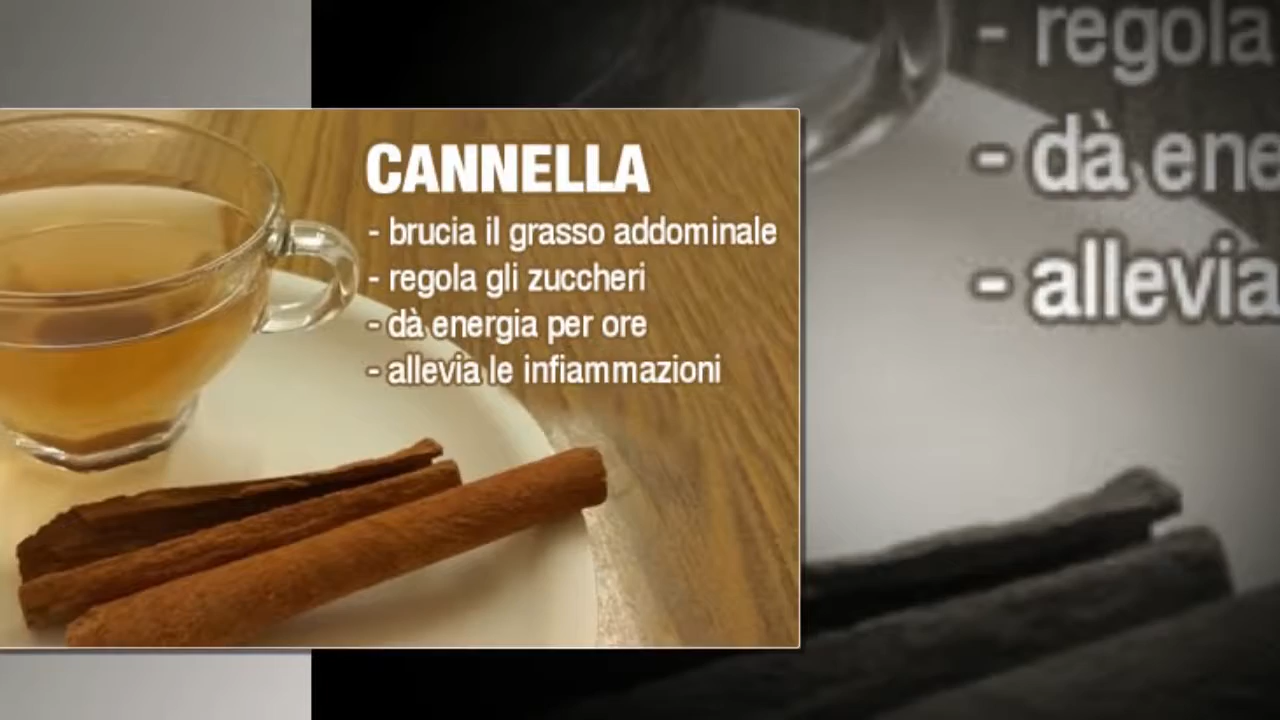 CANNELLA
- brucia il grasso addominale
- regola gli zuccheri
- dà energia per ore
- allevia le infiammazioni
- regola
- dà ene
- allevia